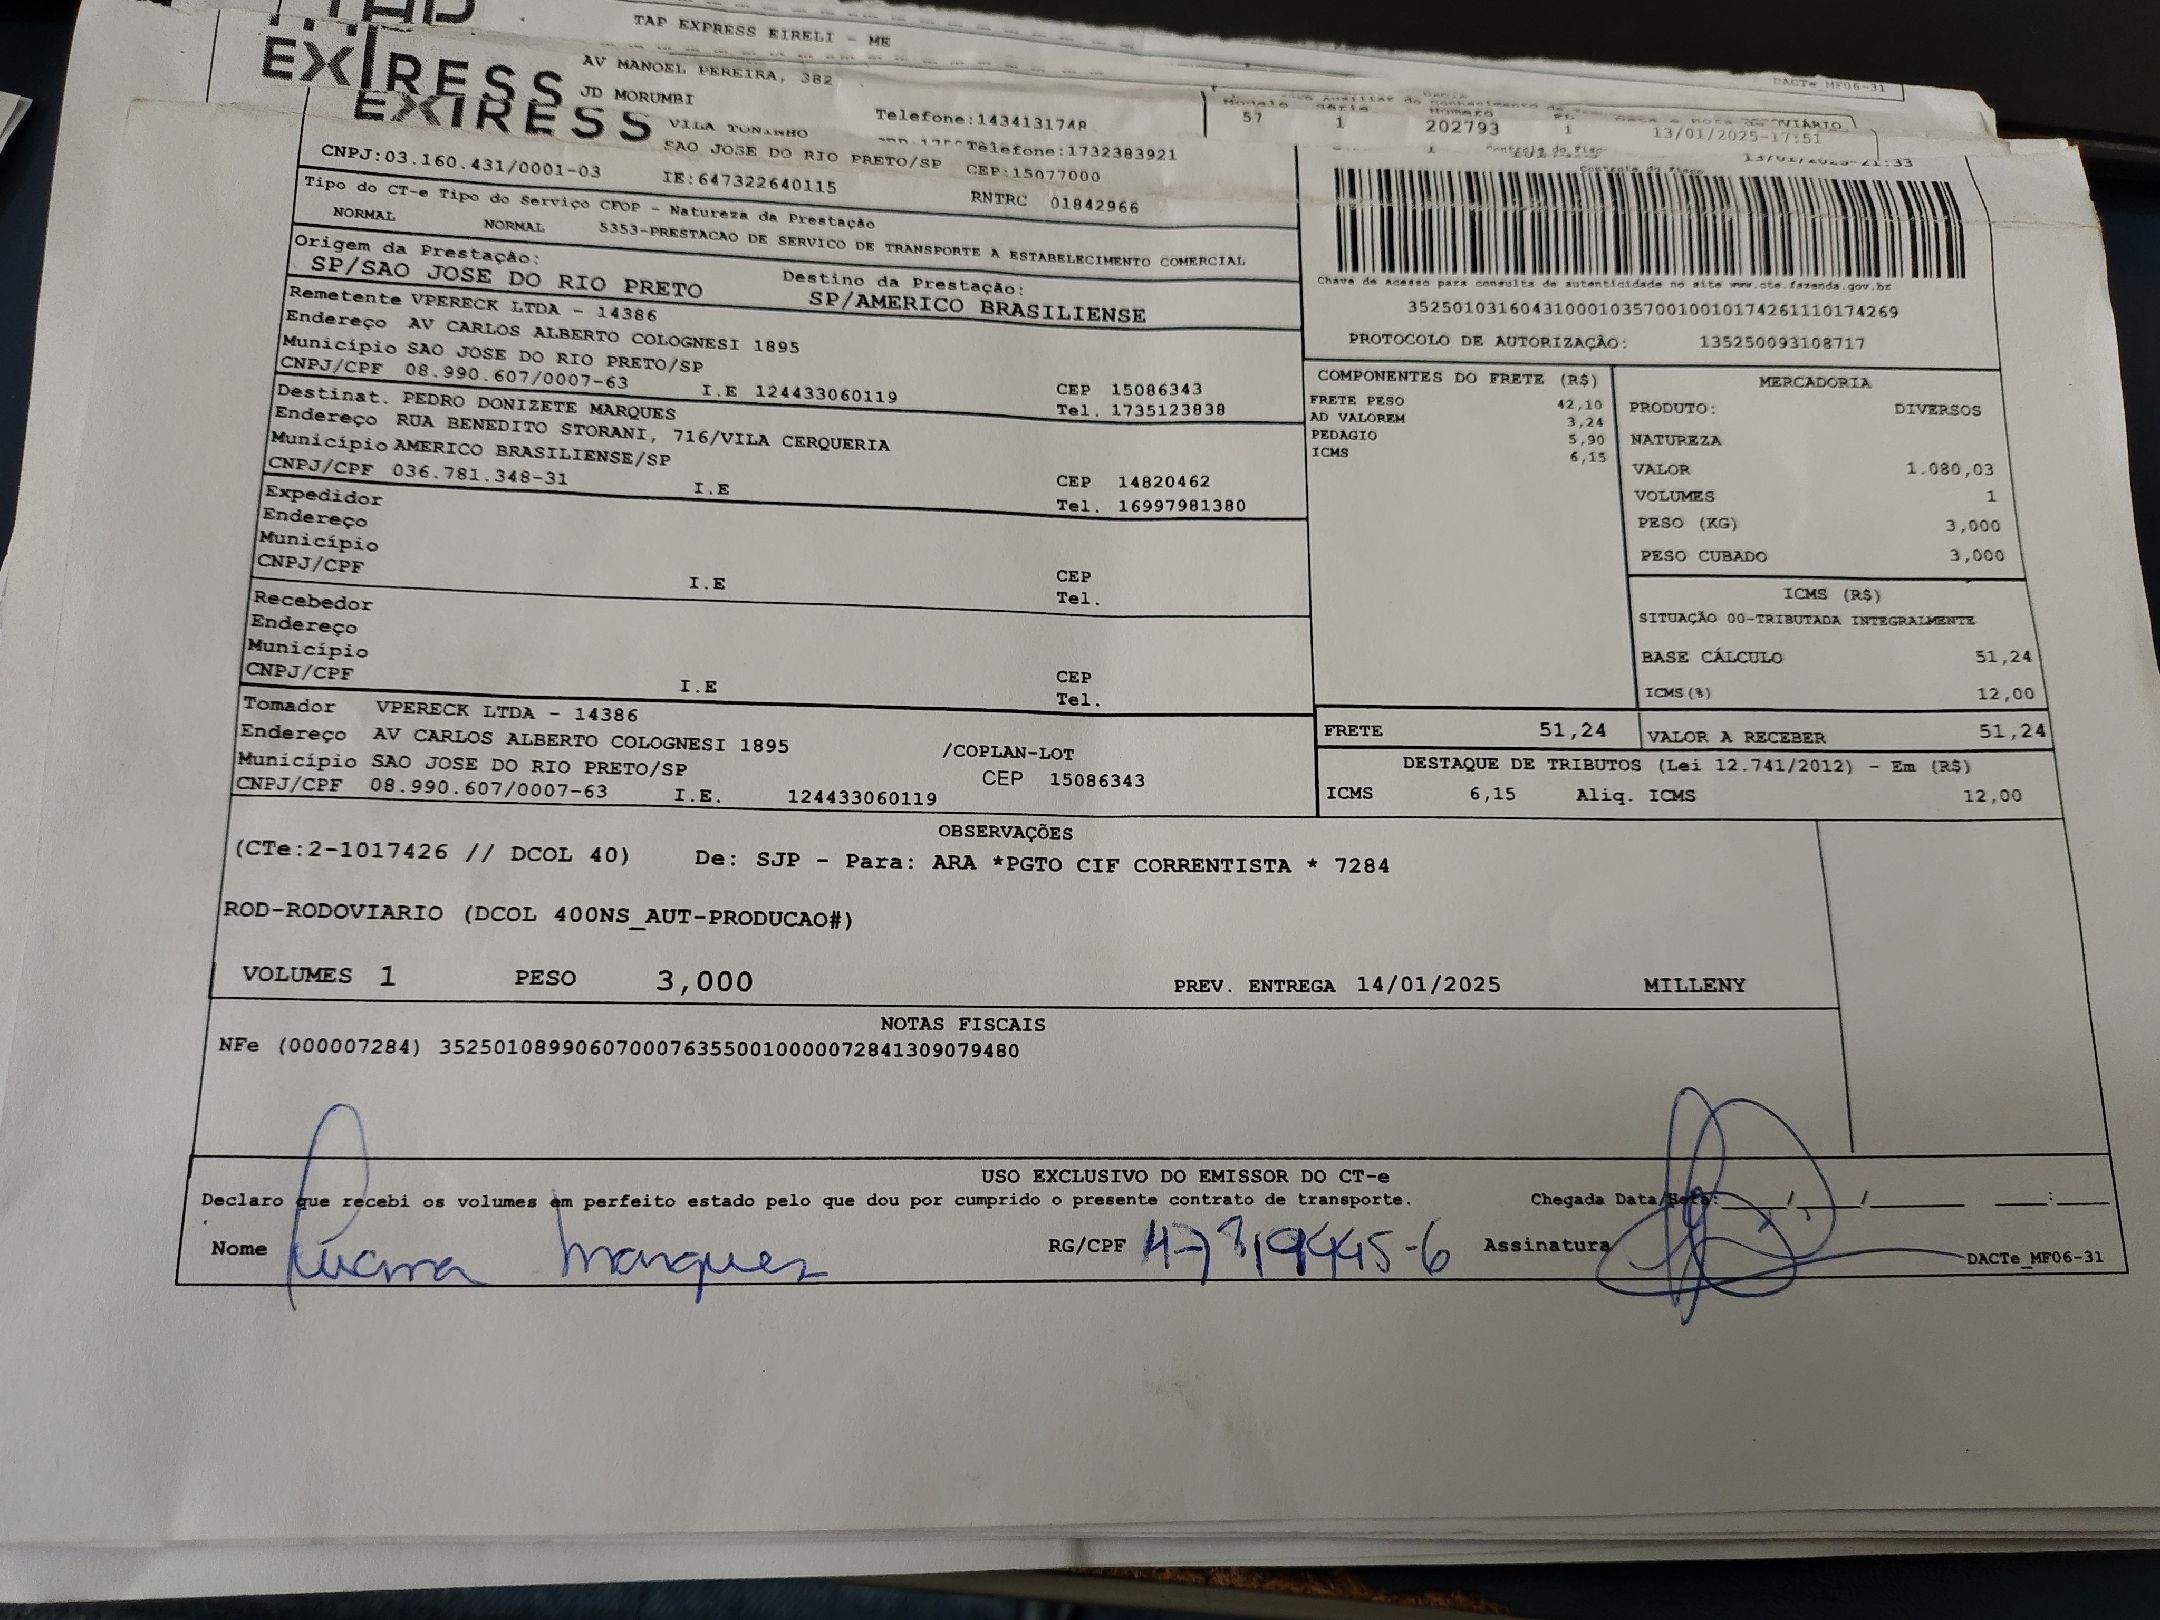 TAP EXPRESS EIRELI - ME
DACTe_MF06-31
EXPRESS
AV MANOEL PEREIRA, 382
JD MORUMBI
Telefone:143413174
57 1 202793 1 13/01/2025-17:51
EXPRESS
VILA TONINHO
Telefone:1732383921
SAO JOSE DO RIO PRETO/SP CEP:15077000
CNPJ:03.160.431/0001-03 IE:647322640115 RNTRC 01842966
Controle do fisco
Tipo do CT-e Tipo do Serviço CFOP - Natureza da Prestação
NORMAL NORMAL 5353-PRESTACAO DE SERVICO DE TRANSPORTE A ESTABELECIMENTO COMERCIAL
Origem da Prestação: Destino da Prestação:
SP/SAO JOSE DO RIO PRETO SP/AMERICO BRASILIENSE
Chave de acesso para consulta de autenticidade no site www.cte.fazenda.gov.br
35250103160431000103570010010174261110174269
PROTOCOLO DE AUTORIZAÇÃO: 135250093108717
Remetente VPERECK LTDA - 14386
Endereço AV CARLOS ALBERTO COLOGNESI 1895
Município SAO JOSE DO RIO PRETO/SP CEP 15086343
CNPJ/CPF 08.990.607/0007-63 I.E 124433060119 Tel. 1735123838
Destinat. PEDRO DONIZETE MARQUES
Endereço RUA BENEDITO STORANI, 716/VILA CERQUERIA
Município AMERICO BRASILIENSE/SP CEP 14820462
CNPJ/CPF 036.781.348-31 I.E Tel. 16997981380
Expedidor
Endereço
Município CEP
CNPJ/CPF I.E Tel.
Recebedor
Endereço
Município CEP
CNPJ/CPF I.E Tel.
Tomador VPERECK LTDA - 14386
Endereço AV CARLOS ALBERTO COLOGNESI 1895 /COPLAN-LOT
Município SAO JOSE DO RIO PRETO/SP CEP 15086343
CNPJ/CPF 08.990.607/0007-63 I.E. 124433060119
COMPONENTES DO FRETE (R$)
FRETE PESO 42,10
AD VALOREM 3,24
PEDAGIO 5,90
ICMS 6,15
MERCADORIA
PRODUTO: DIVERSOS
NATUREZA
VALOR 1.080,03
VOLUMES 1
PESO (KG) 3,000
PESO CUBADO 3,000
ICMS (R$)
SITUAÇÃO 00-TRIBUTADA INTEGRALMENTE
BASE CÁLCULO 51,24
ICMS(%) 12,00
FRETE 51,24 VALOR A RECEBER 51,24
DESTAQUE DE TRIBUTOS (Lei 12.741/2012) - Em (R$)
ICMS 6,15 Aliq. ICMS 12,00
OBSERVAÇÕES
(CTe:2-1017426 // DCOL 40) De: SJP - Para: ARA *PGTO CIF CORRENTISTA * 7284
ROD-RODOVIARIO (DCOL 400NS_AUT-PRODUCAO#)
VOLUMES 1 PESO 3,000 PREV. ENTREGA 14/01/2025 MILLENY
NOTAS FISCAIS
NFe (000007284) 35250108990607000763550010000072841309079480
USO EXCLUSIVO DO EMISSOR DO CT-e
Declaro que recebi os volumes em perfeito estado pelo que dou por cumprido o presente contrato de transporte. Chegada Data/Hora: __/__/____ __:__
Nome Marques RG/CPF Assinatura
DACTe_MF06-31